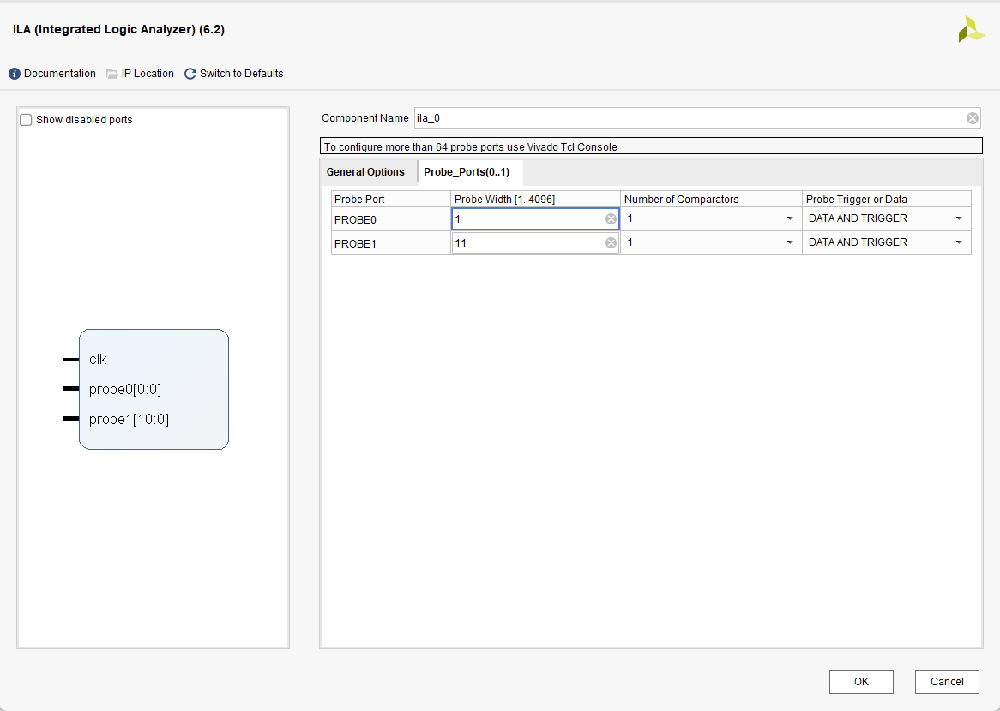 ILA (Integrated Logic Analyzer) (6.2)
Documentation IP Location Switch to Defaults
Show disabled ports
clk
probe0[0:0]
probe1[10:0]
Component Name ila_0
To configure more than 64 probe ports use Vivado Tcl Console
General Options Probe_Ports(0..1)
Probe Port Probe Width [1..4096] Number of Comparators Probe Trigger or Data
PROBE0 1 1 DATA AND TRIGGER
PROBE1 11 1 DATA AND TRIGGER
OK Cancel